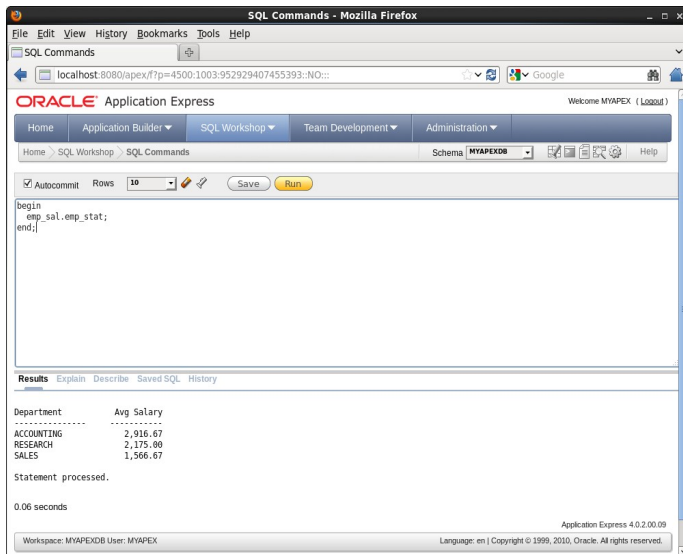 SQL Commands - Mozilla Firefox
File Edit View History Bookmarks Tools Help
SQL Commands
localhost:8080/apex/f?p=4500:1003:952929407455393::NO:::
Google
ORACLE® Application Express
Welcome MYAPEX ( Logout )
Home Application Builder SQL Workshop Team Development Administration
Home > SQL Workshop > SQL Commands
Schema MYAPEXDB Help
Autocommit Rows 10 Save Run
begin
emp_sal.emp_stat;
end;
Results Explain Describe Saved SQL History
Department Avg Salary
--------------- -----------
ACCOUNTING 2,916.67
RESEARCH 2,175.00
SALES 1,566.67
Statement processed.
0.06 seconds
Application Express 4.0.2.00.09
Workspace: MYAPEXDB User: MYAPEX
Language: en | Copyright © 1999, 2010, Oracle. All rights reserved.